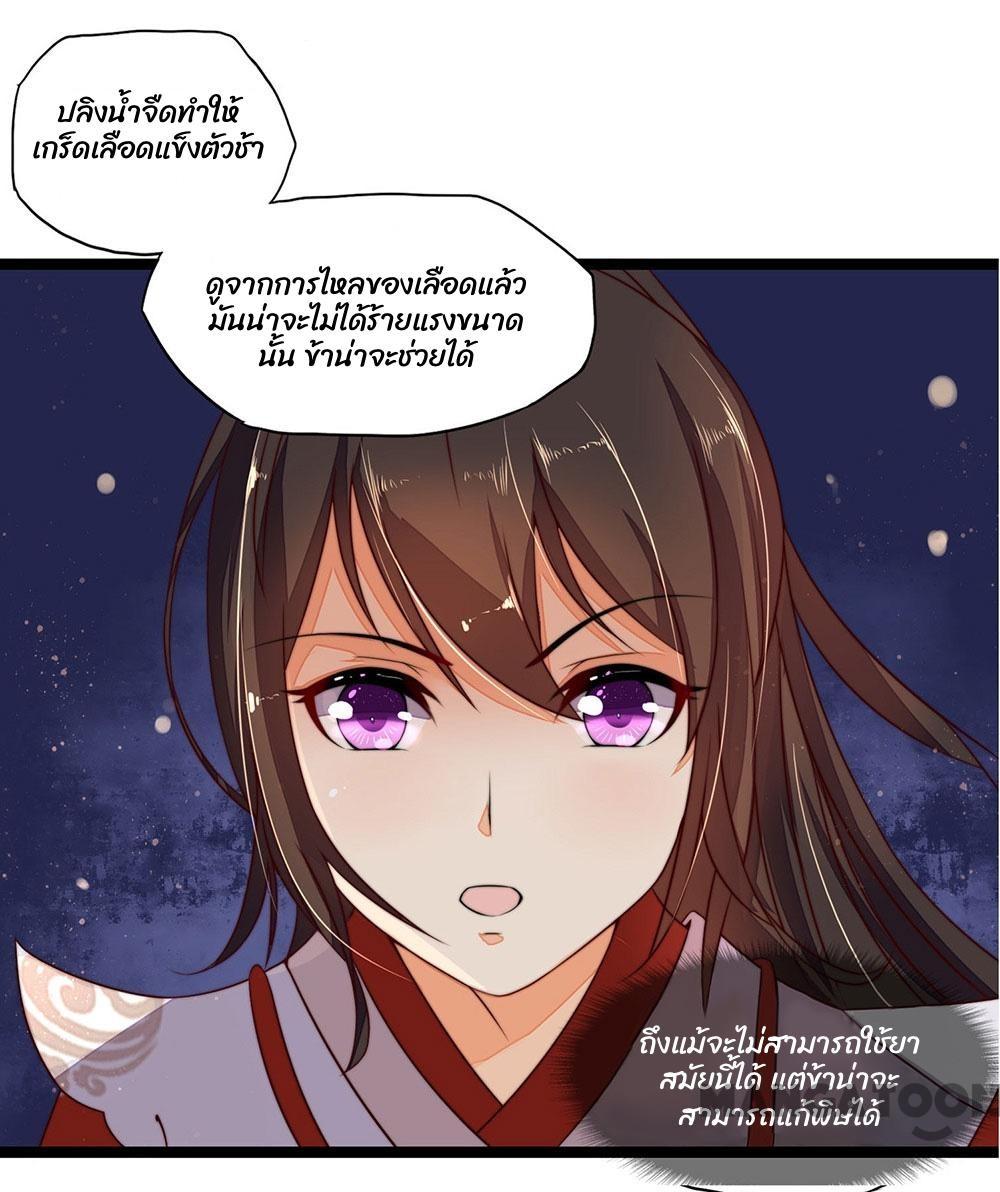 ปลิงน้ำจืดทำให้
เกร็ดเลือดแข็งตัวช้า
ดูจากการไหลของเลือดแล้ว
มันน่าจะไม่ได้ร้ายแรงขนาด
นั้น ข้าน่าจะช่วยได้
ถึงแม้จะไม่สามารถใช้ยา
สมัยนี้ได้ แต่ข้าน่าจะ
สามารถแก้พิษได้
MANGATOON